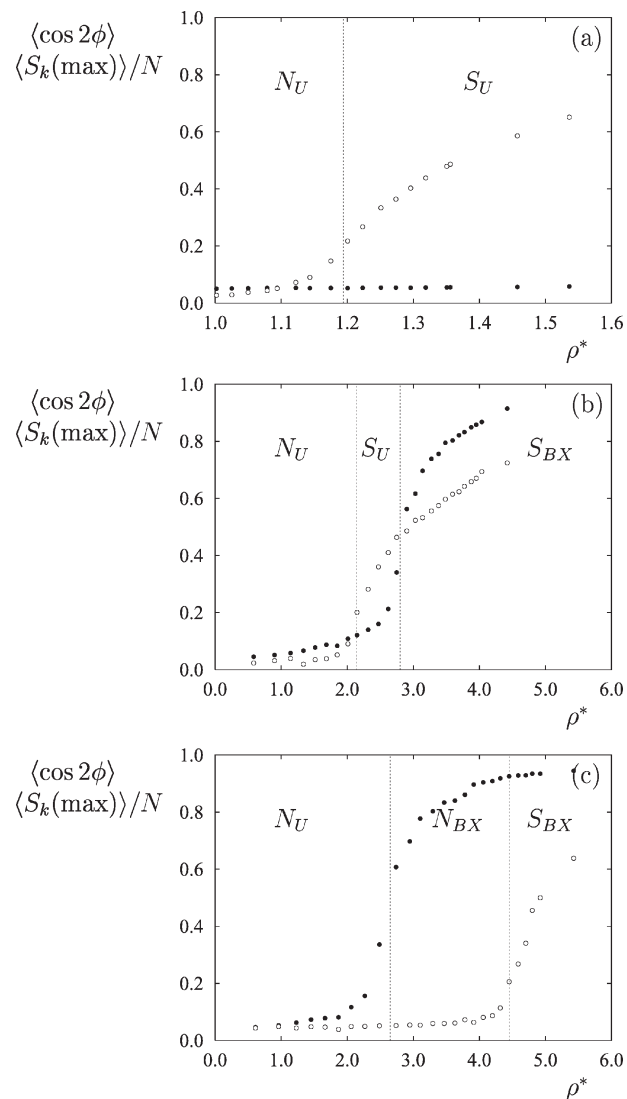 ⟨cos 2ϕ⟩
⟨S_k(max)⟩/N
1.0
0.8
0.6
0.4
0.2
0.0
N_U
S_U
(a)
1.0 1.1 1.2 1.3 1.4 1.5 1.6
ρ*
⟨cos 2ϕ⟩
⟨S_k(max)⟩/N
1.0
0.8
0.6
0.4
0.2
0.0
N_U
S_U
S_BX
(b)
0.0 1.0 2.0 3.0 4.0 5.0 6.0
ρ*
⟨cos 2ϕ⟩
⟨S_k(max)⟩/N
1.0
0.8
0.6
0.4
0.2
0.0
N_U
N_BX
S_BX
(c)
0.0 1.0 2.0 3.0 4.0 5.0 6.0
ρ*